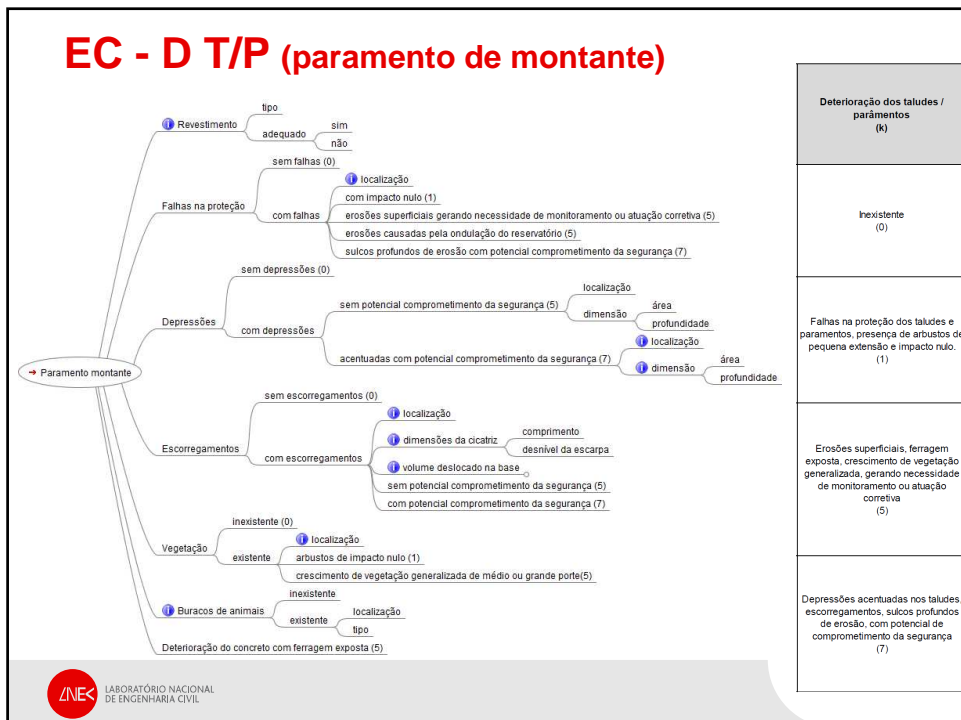 EC - D T/P (paramento de montante)
Paramento montante
Revestimento
tipo
adequado
sim
não
Falhas na proteção
sem falhas (0)
com falhas
localização
com impacto nulo (1)
erosões superficiais gerando necessidade de monitoramento ou atuação corretiva (5)
erosões causadas pela ondulação do reservatório (5)
sulcos profundos de erosão com potencial comprometimento da segurança (7)
Depressões
sem depressões (0)
com depressões
sem potencial comprometimento da segurança (5)
localização
dimensão
área
profundidade
acentuadas com potencial comprometimento da segurança (7)
localização
dimensão
área
profundidade
Escorregamentos
sem escorregamentos (0)
com escorregamentos
localização
dimensões da cicatriz
comprimento
desnível da escarpa
volume deslocado na base
sem potencial comprometimento da segurança (5)
com potencial comprometimento da segurança (7)
Vegetação
inexistente (0)
existente
localização
arbustos de impacto nulo (1)
crescimento de vegetação generalizada de médio ou grande porte(5)
Buracos de animais
inexistente
existente
localização
tipo
Deterioração do concreto com ferragem exposta (5)
Deterioração dos taludes /
parâmentos
(k)
Inexistente
(0)
Falhas na proteção dos taludes e
paramentos, presença de arbustos de
pequena extensão e impacto nulo.
(1)
Erosões superficiais, ferragem
exposta, crescimento de vegetação
generalizada, gerando necessidade
de monitoramento ou atuação
corretiva
(5)
Depressões acentuadas nos taludes,
escorregamentos, sulcos profundos
de erosão, com potencial de
comprometimento da segurança
(7)
LNEC
LABORATÓRIO NACIONAL
DE ENGENHARIA CIVIL